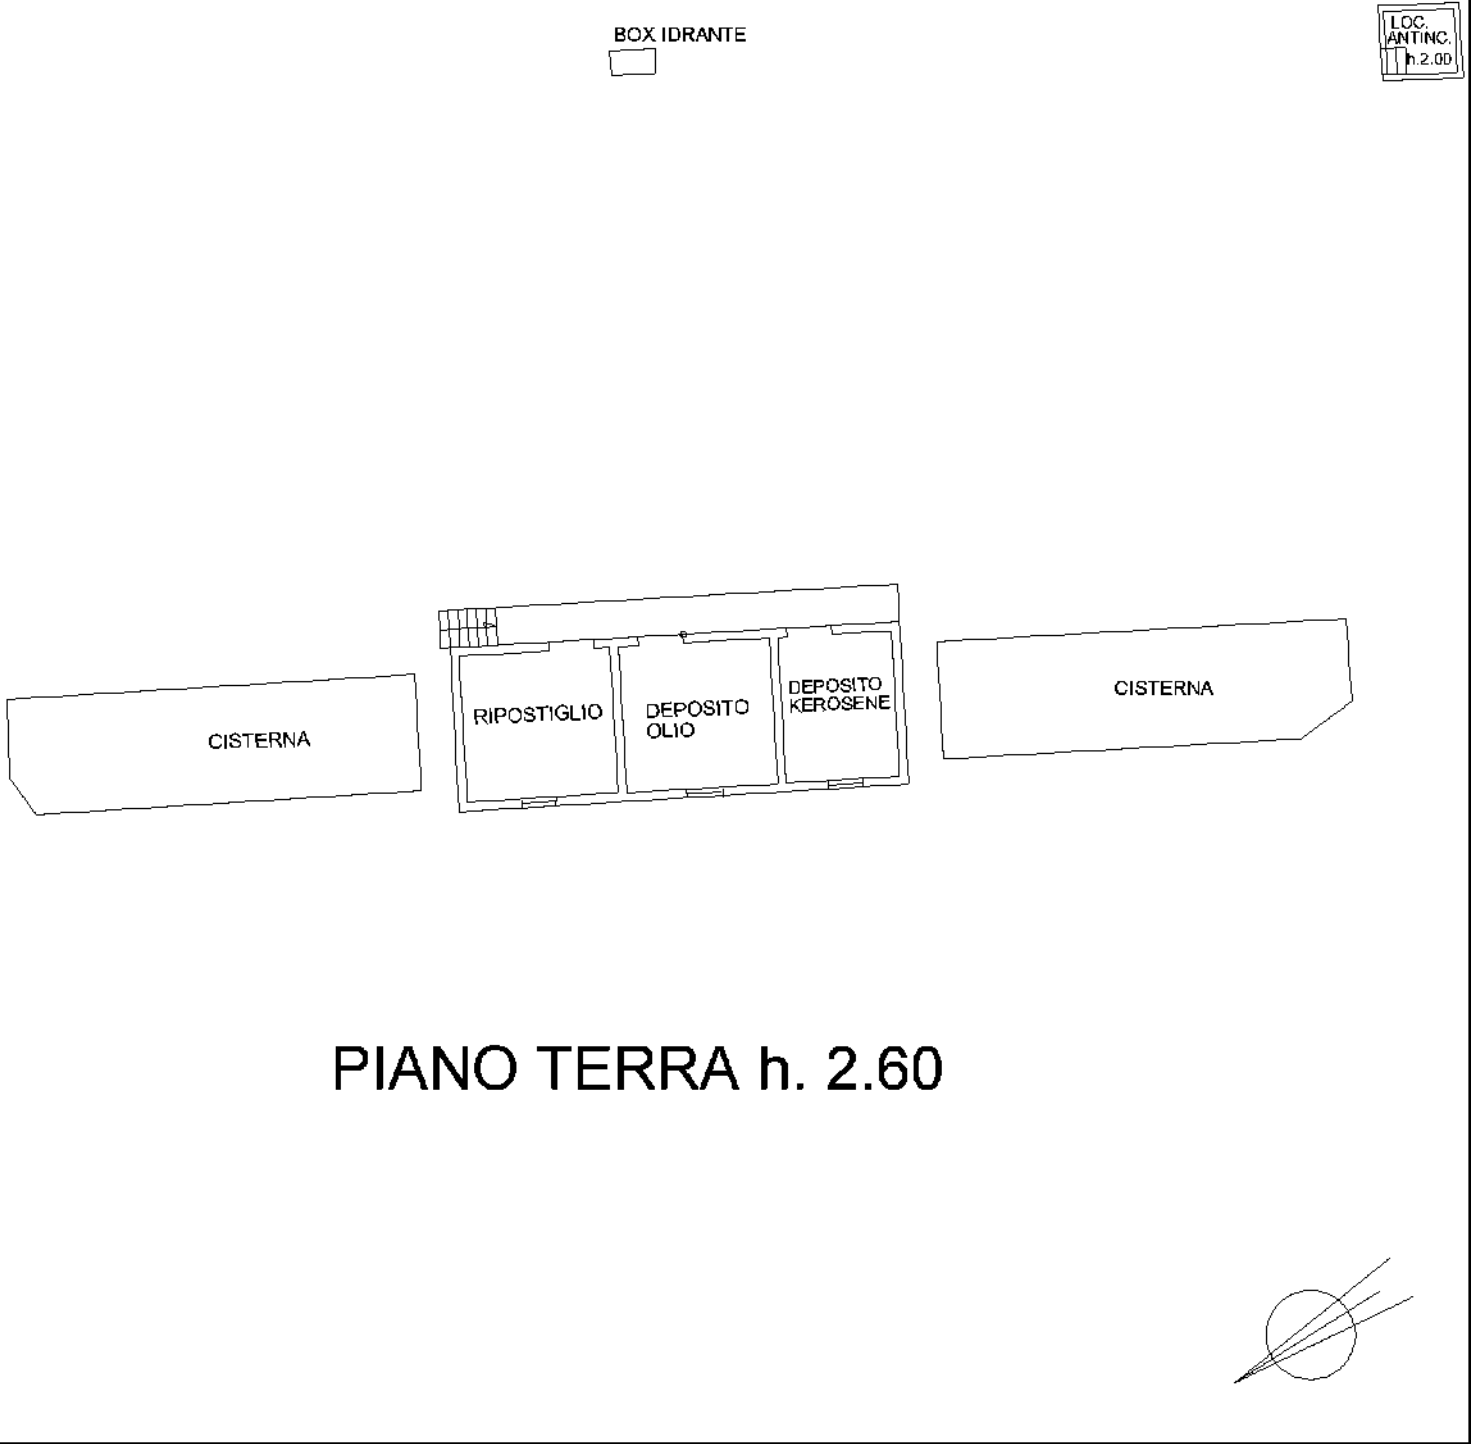 BOX IDRANTE
LOC.
ANTINC.
h.2.00
RIPOSTIGLIO
DEPOSITO
OLIO
DEPOSITO
KEROSENE
CISTERNA
CISTERNA
PIANO TERRA h. 2.60